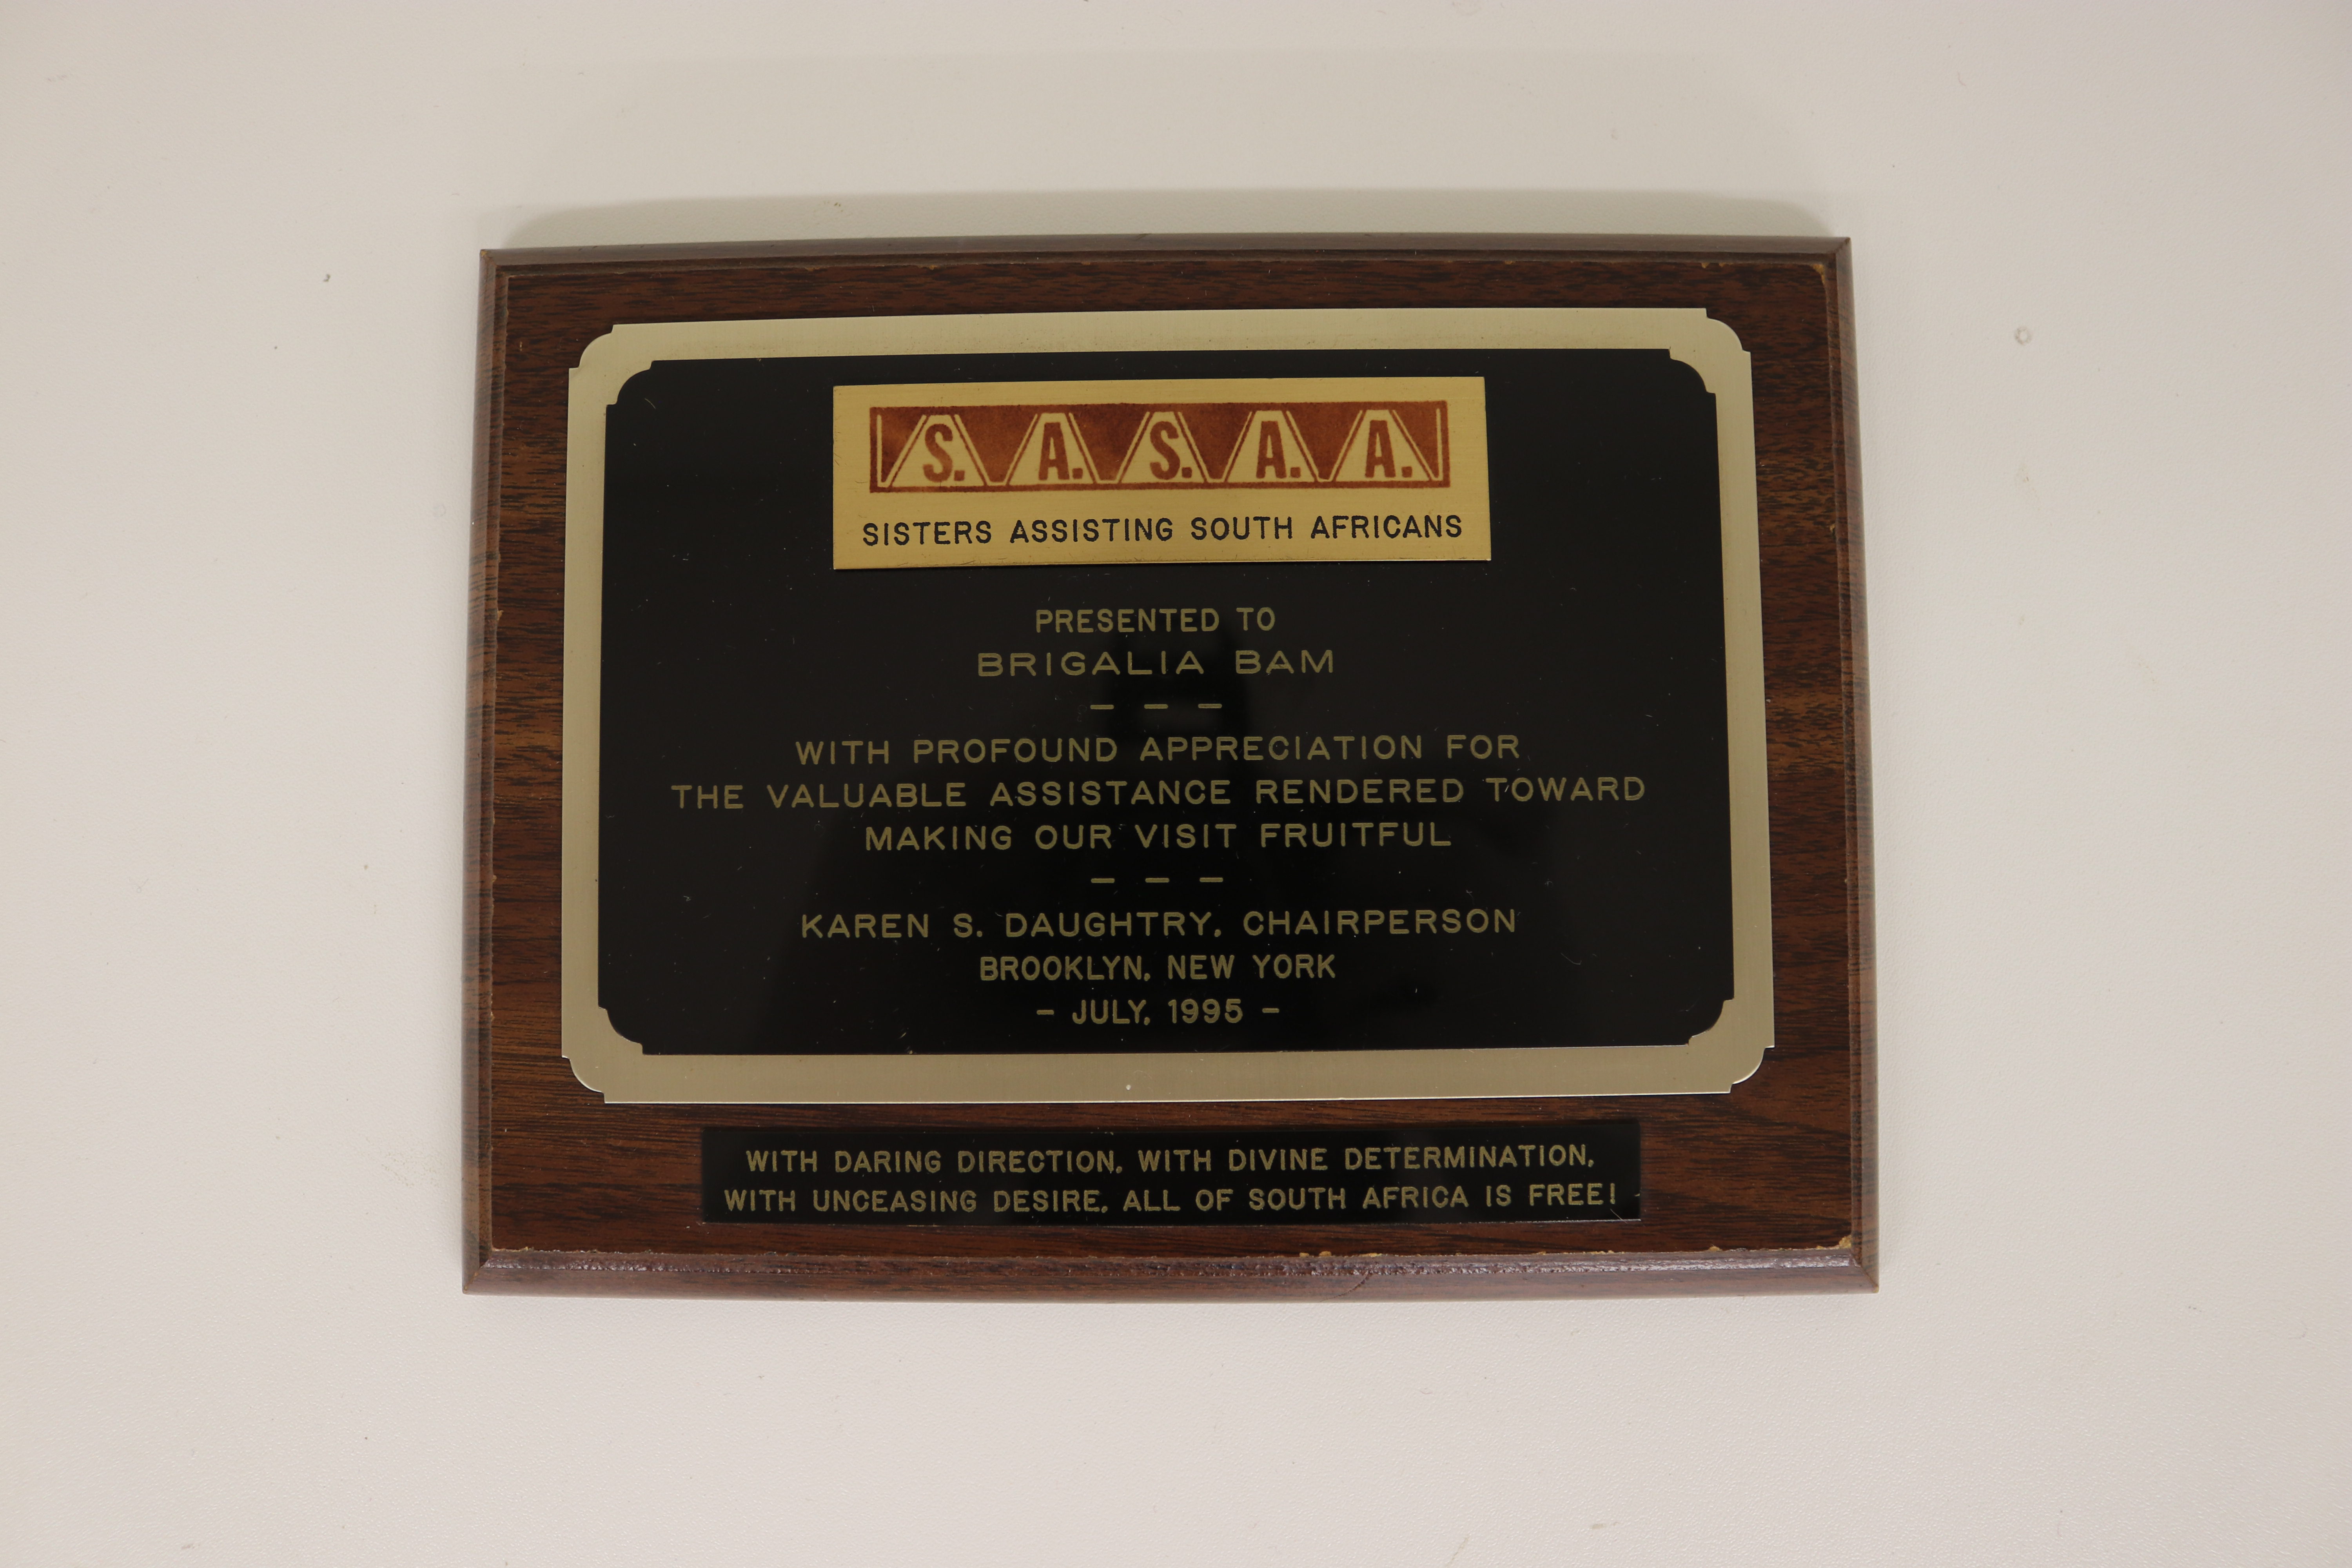 S. A. S. A. A.
SISTERS ASSISTING SOUTH AFRICANS
PRESENTED TO
BRIGALIA BAM
– – –
WITH PROFOUND APPRECIATION FOR
THE VALUABLE ASSISTANCE RENDERED TOWARD
MAKING OUR VISIT FRUITFUL
– – –
KAREN S. DAUGHTRY, CHAIRPERSON
BROOKLYN, NEW YORK
– JULY, 1995 –
WITH DARING DIRECTION, WITH DIVINE DETERMINATION,
WITH UNCEASING DESIRE, ALL OF SOUTH AFRICA IS FREE!